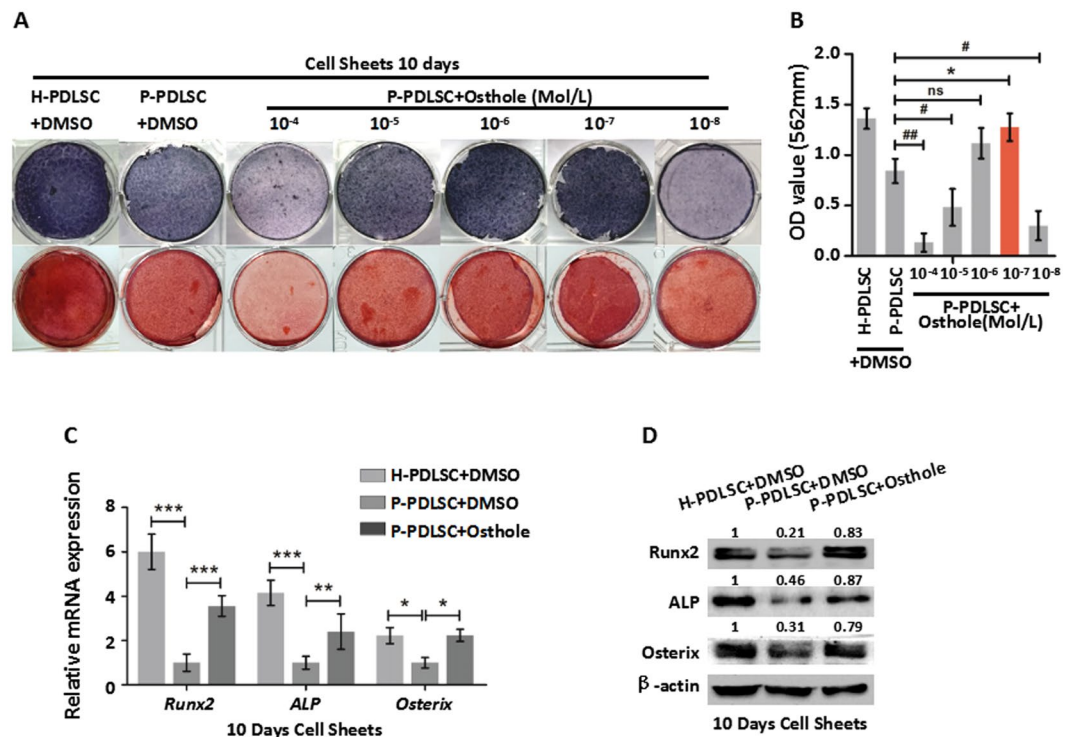 A
Cell Sheets 10 days
H-PDLSC
+DMSO
P-PDLSC
+DMSO
P-PDLSC+Osthole (Mol/L)
10⁻⁴ 10⁻⁵ 10⁻⁶ 10⁻⁷ 10⁻⁸
B
OD value (562mm)
2.0
1.5
1.0
0.5
0.0
#
*
ns
#
##
H-PDLSC
P-PDLSC
10⁻⁴ 10⁻⁵ 10⁻⁶ 10⁻⁷ 10⁻⁸
P-PDLSC+
Osthole(Mol/L)
+DMSO
C
Relative mRNA expression
8
6
4
2
0
H-PDLSC+DMSO
P-PDLSC+DMSO
P-PDLSC+Osthole
*** ***
*** **
* *
Runx2 ALP Osterix
10 Days Cell Sheets
D
H-PDLSC+DMSO
P-PDLSC+DMSO
P-PDLSC+Osthole
1 0.21 0.83
Runx2
1 0.46 0.87
ALP
1 0.31 0.79
Osterix
β-actin
10 Days Cell Sheets